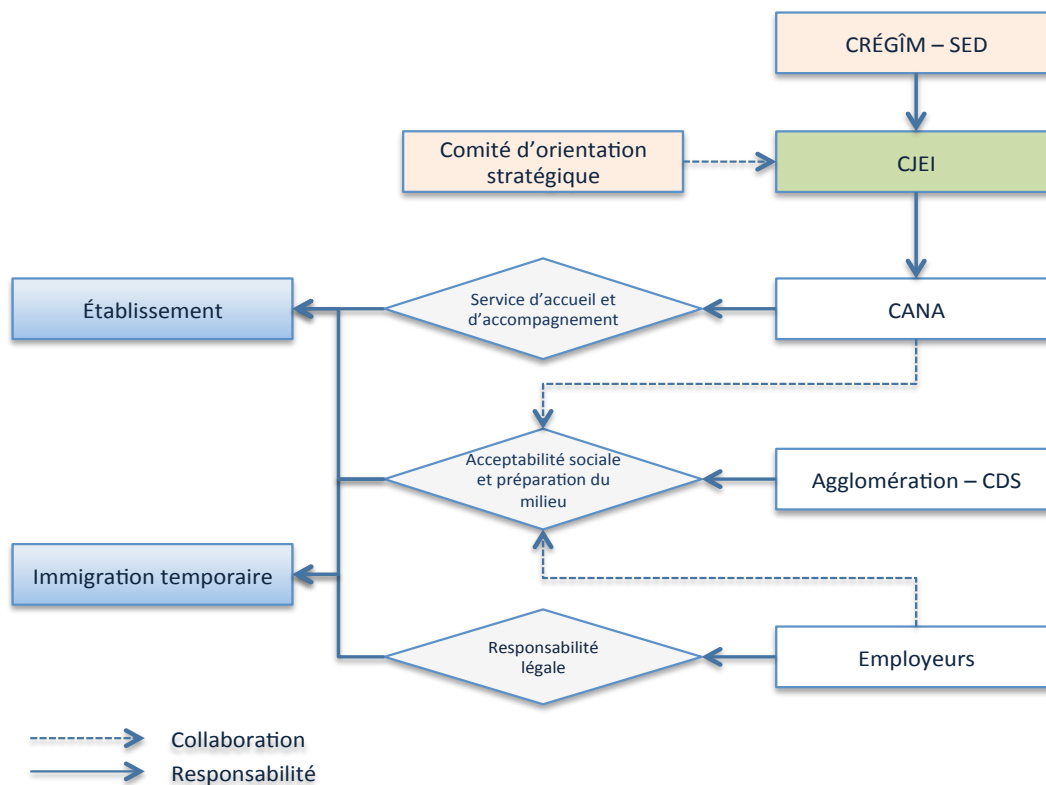 CRÉGÎM – SED
Comité d'orientation
stratégique
CJEI
Établissement
Service d'accueil et
d'accompagnement
CANA
Acceptabilité sociale
et préparation du
milieu
Agglomération – CDS
Immigration temporaire
Responsabilité
légale
Employeurs
Collaboration
Responsabilité